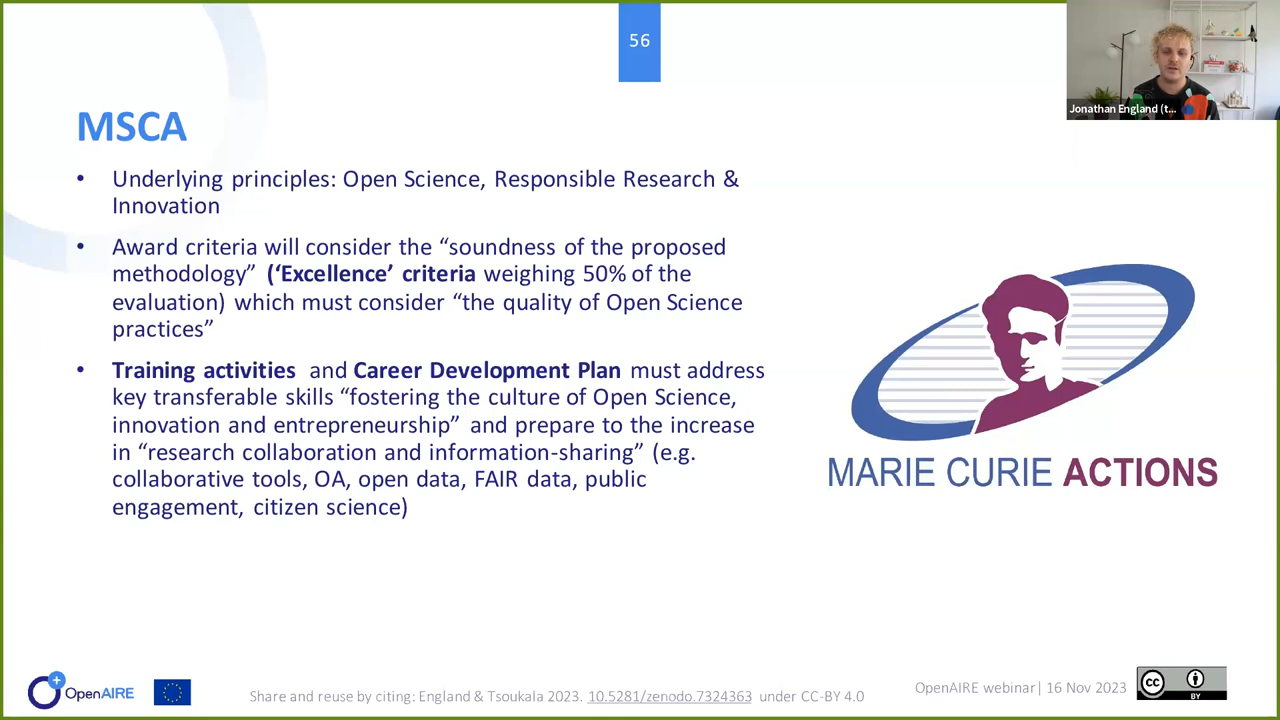 56
Jonathan England (t...
MSCA
• Underlying principles: Open Science, Responsible Research &
Innovation
• Award criteria will consider the “soundness of the proposed
methodology” (‘Excellence’ criteria weighing 50% of the
evaluation) which must consider “the quality of Open Science
practices”
• Training activities and Career Development Plan must address
key transferable skills “fostering the culture of Open Science,
innovation and entrepreneurship” and prepare to the increase
in “research collaboration and information-sharing” (e.g.
collaborative tools, OA, open data, FAIR data, public
engagement, citizen science)
MARIE CURIE ACTIONS
OpenAIRE
Share and reuse by citing: England & Tsoukala 2023. 10.5281/zenodo.7324363 under CC-BY 4.0
OpenAIRE webinar| 16 Nov 2023
cc
BY